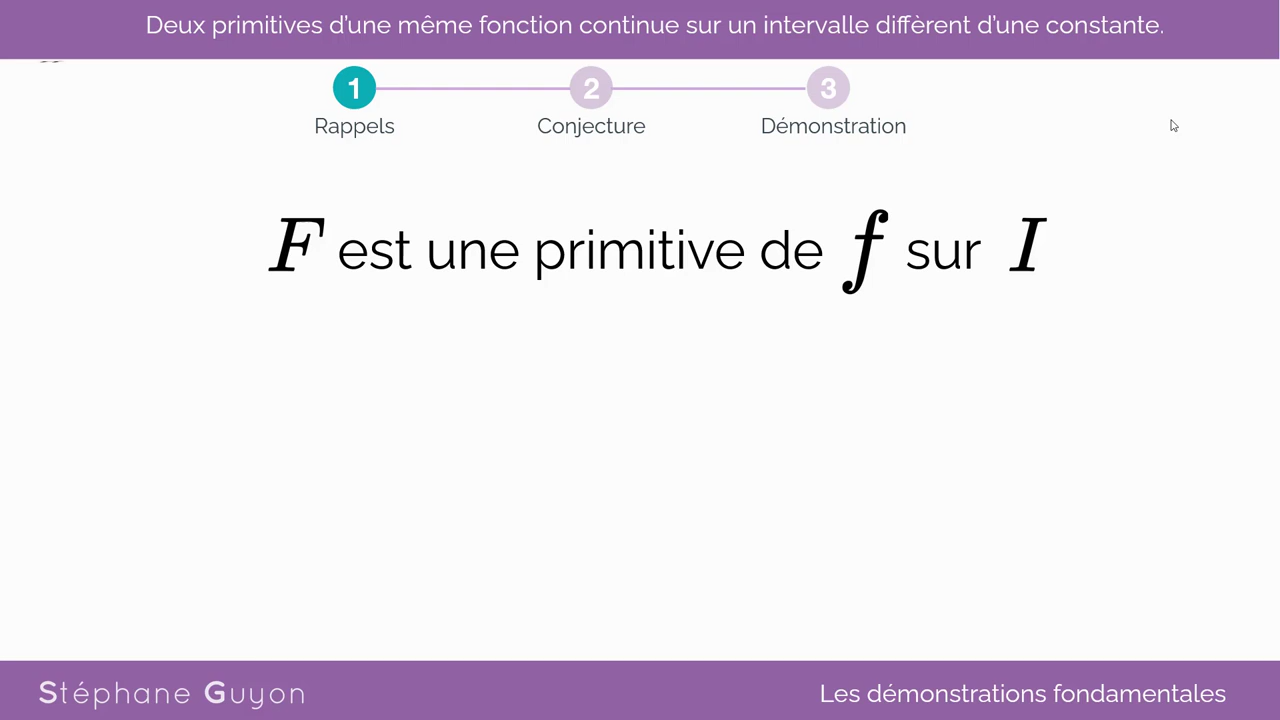 Deux primitives d’une même fonction continue sur un intervalle diffèrent d’une constante.
1 2 3
Rappels Conjecture Démonstration
F est une primitive de f sur I
Stéphane Guyon Les démonstrations fondamentales